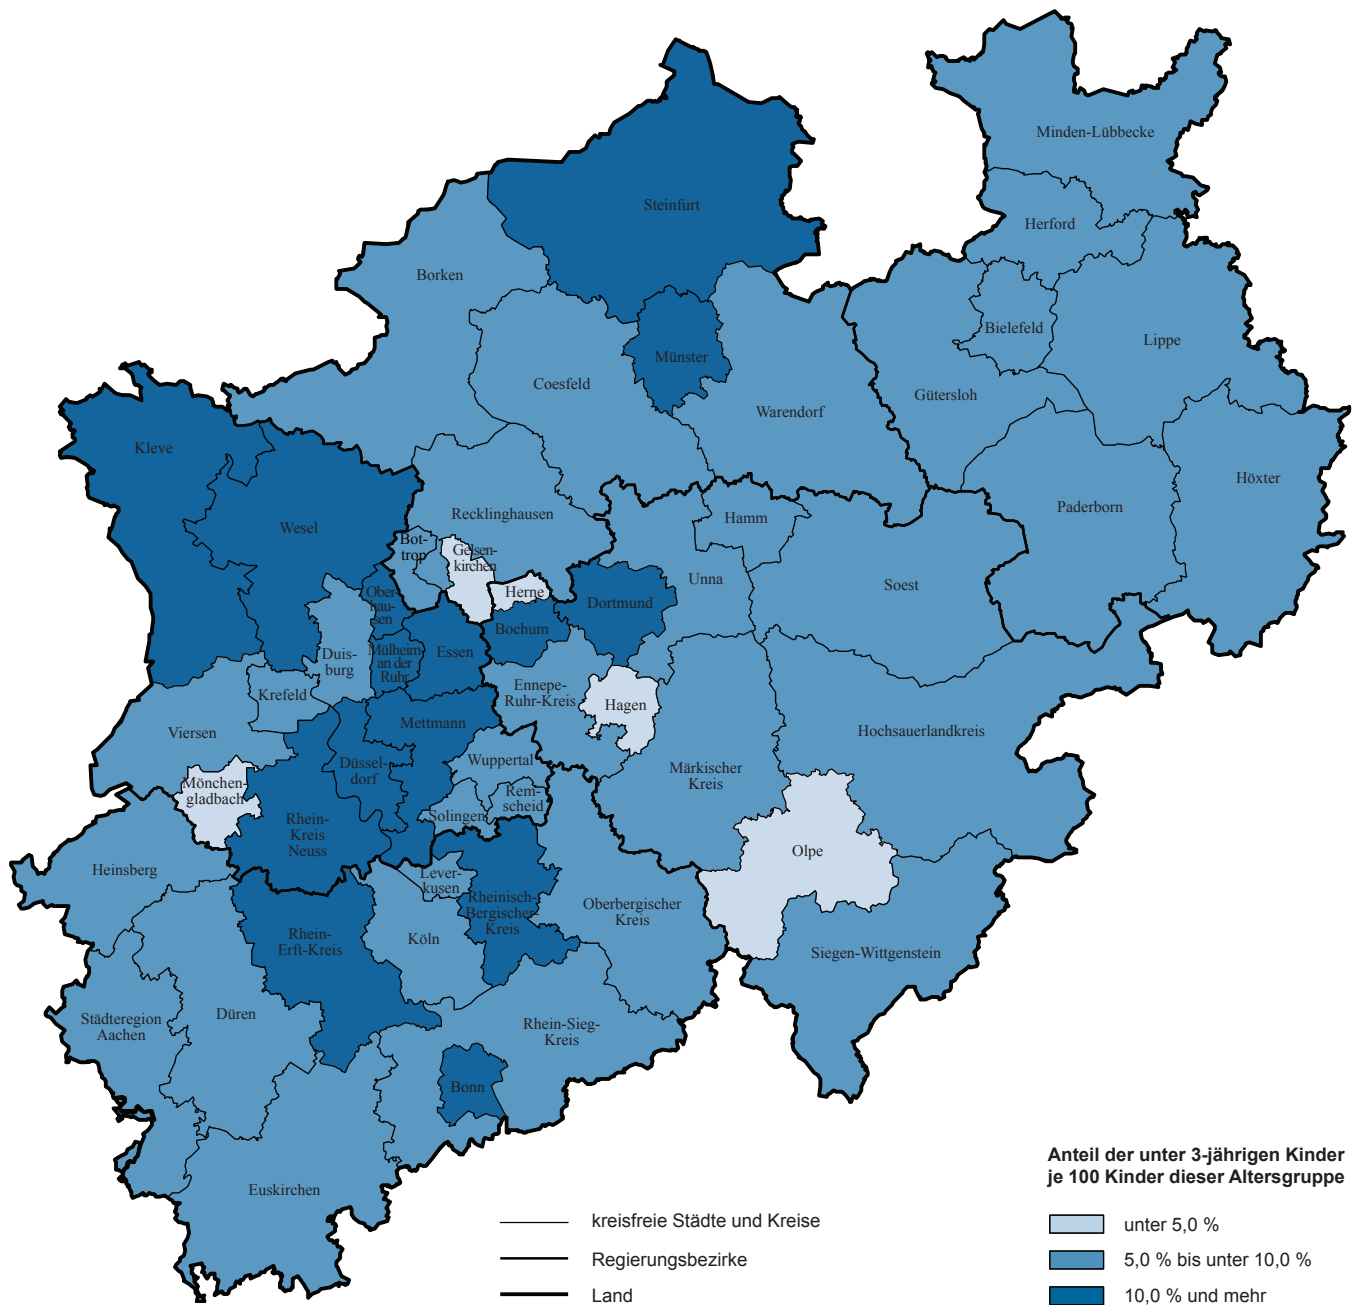 Minden-Lübbecke
Steinfurt
Herford
Borken
Bielefeld
Lippe
Münster
Coesfeld
Gütersloh
Warendorf
Kleve
Höxter
Paderborn
Recklinghausen
Hamm
Wesel
Bot-
trop
Gelsen-
kirchen
Unna
Soest
Herne
Dortmund
Ober-
hau-
sen
Bochum
Duis-
burg
Mülheim
an der
Ruhr
Essen
Krefeld
Ennepe-
Ruhr-Kreis
Hagen
Viersen
Mettmann
Hochsauerlandkreis
Düssel-
dorf
Wuppertal
Märkischer
Kreis
Mönchen-
gladbach
Rem-
scheid
Solingen
Rhein-
Kreis
Neuss
Olpe
Heinsberg
Lever-
kusen
Rheinisch-
Bergischer-
Kreis
Oberbergischer
Kreis
Rhein-
Erft-Kreis
Köln
Siegen-Wittgenstein
Düren
Städteregion
Aachen
Rhein-Sieg-
Kreis
Bonn
Euskirchen
kreisfreie Städte und Kreise
Regierungsbezirke
Land
Anteil der unter 3-jährigen Kinder
je 100 Kinder dieser Altersgruppe
unter 5,0 %
5,0 % bis unter 10,0 %
10,0 % und mehr